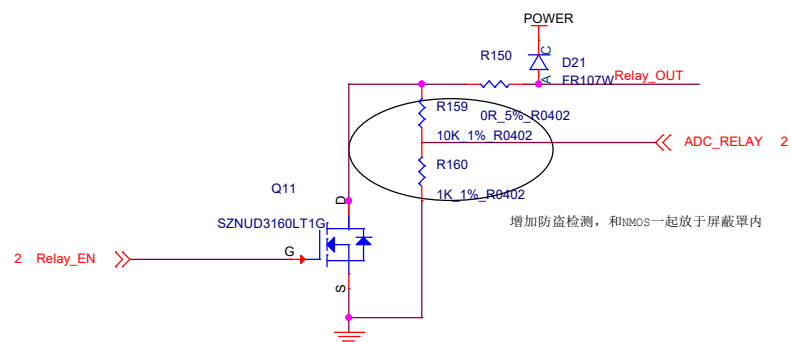 POWER
R150
C
D21
A
FR107W
Relay_OUT
R159
0R_5%_R0402
10K_1%_R0402
ADC_RELAY 2
R160
Q11
D
1K_1%_R0402
SZNUD3160LT1G
增加防盗检测，和NMOS一起放于屏蔽罩内
G
2 Relay_EN
S